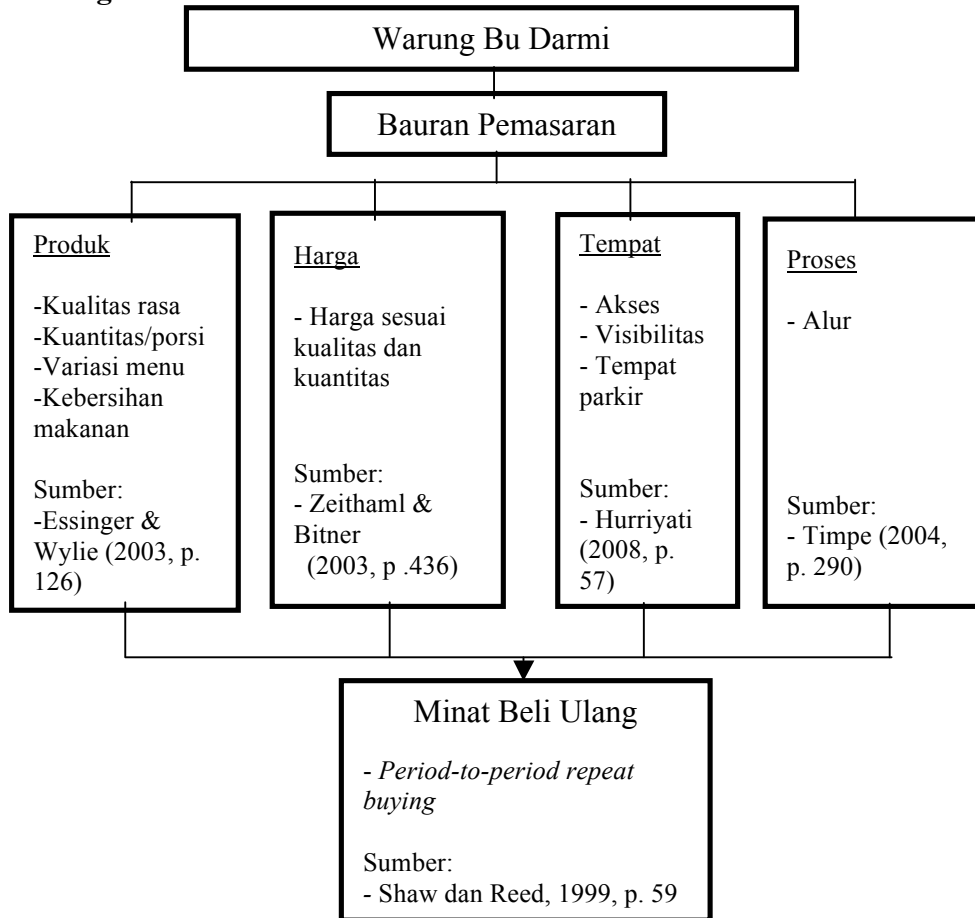 Warung Bu Darmi
Bauran Pemasaran
Produk
-Kualitas rasa
-Kuantitas/porsi
-Variasi menu
-Kebersihan
makanan
Sumber:
-Essinger &
Wylie (2003, p.
126)
Harga
- Harga sesuai
kualitas dan
kuantitas
Sumber:
- Zeithaml &
Bitner
(2003, p .436)
Tempat
- Akses
- Visibilitas
- Tempat
parkir
Sumber:
- Hurriyati
(2008, p.
57)
Proses
- Alur
Sumber:
- Timpe (2004,
p. 290)
Minat Beli Ulang
- Period-to-period repeat
buying
Sumber:
- Shaw dan Reed, 1999, p. 59